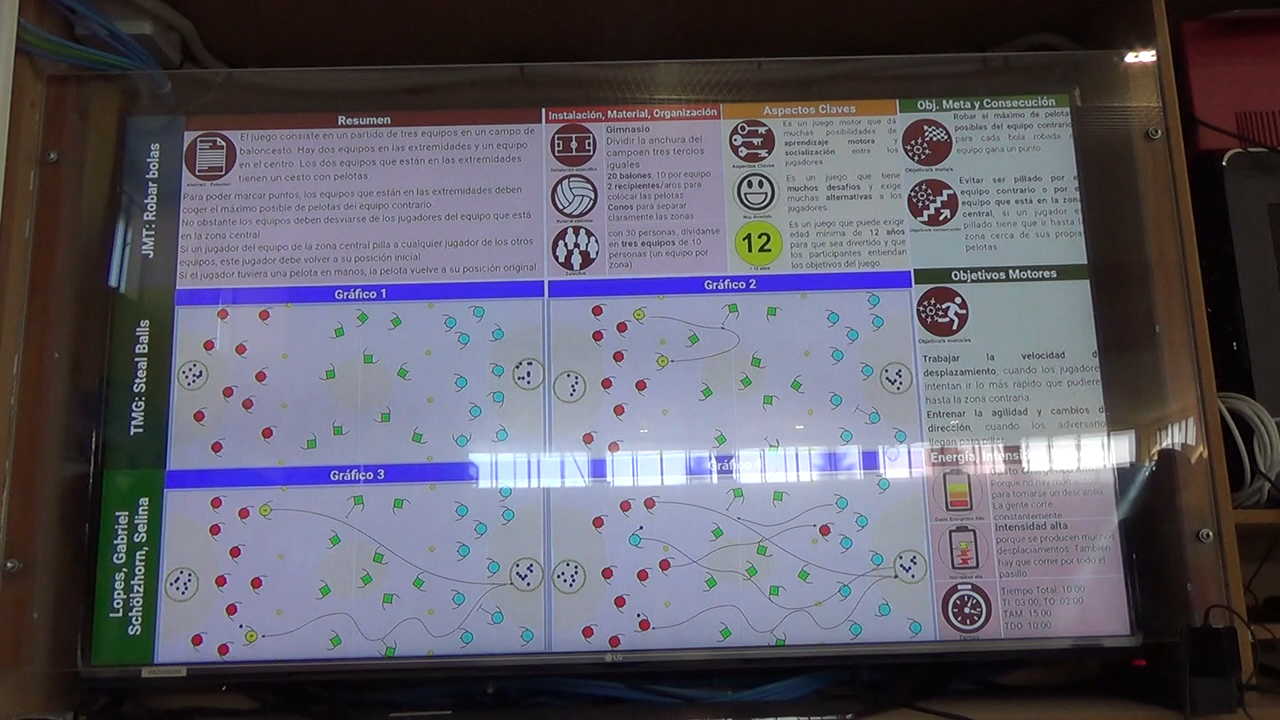 JMT: Robar bolas
TMG: Steal Balls
Lopes, Gabriel
Schölzhorn, Selina
Resumen
El juego consiste en un partido de tres equipos en un campo de
baloncesto. Hay dos equipos en las extremidades y un equipo
en el centro. Los dos equipos que están en las extremidades
tienen un cesto con pelotas
Para poder marcar puntos, los equipos que están en las extremidades deben
coger el máximo posible de pelotas del equipo contrario
No obstante los equipos deben desviarse de los jugadores del equipo que está
en la zona central
Si un jugador del equipo de la zona central pilla a cualquier jugador de los otros
equipos, este jugador debe volver a su posición inicial
Si el jugador tuviera una pelota en manos, la pelota vuelve a su posición original
Instalación, Material, Organización
Gimnasio
Dividir la anchura del
campoen tres tercios
iguales
20 balones, 10 por equipo
2 recipientes/aros para
colocar las pelotas
Conos para separar
claramente las zonas
con 30 personas, dividanse
en tres equipos de 10
personas (un equipo por
zona)
Colectivo
Aspectos Claves
Es un juego motor que da
muchas posibilidades de
aprendizaje motora y
socialización entre los
jugadores
Aspectos Claves
Es un juego que tiene
muchos desafios y exige
muchas alternativas a los
jugadores.
Muy divertido
12
Es un juego que puede exigir
edad mínima de 12 años
para que sea divertido y que
los participantes entiendan
los objetivos del juego.
Obj. Meta y Consecución
Robar el máximo de pelota
posibles del equipo contrario
para cada bola robada
equipo gana un punto
Evitar ser pillado por e
equipo contrario o por e
equipo que está en la zona
central, si un jugador e
pillado tiene que ir hasta
zona cerca de sus propia
pelotas
Objetivos Motores
Trabajar la velocidad d
desplazamiento, cuando los jugadore
intentan ir lo más rápido que pudiere
hasta la zona contraria
Entrenar la agilidad y cambios d
dirección, cuando los adversario
llegan para pillar
Energía, Intensid
Porque no hay
para tomarse un descanso
La gente corre
constantemente.
Gasto Energético Alto
Intensidad alta
porque se producen mucho
desplaciamientos. También
hay que correr por todo el
pasillo.
Tiempo Total: 10:00
TI: 03:00; TO: 02:00
TAM: 15:00
TDO: 10:00
Tiempo
Gráfico 1
Gráfico 2
Gráfico 3
LG